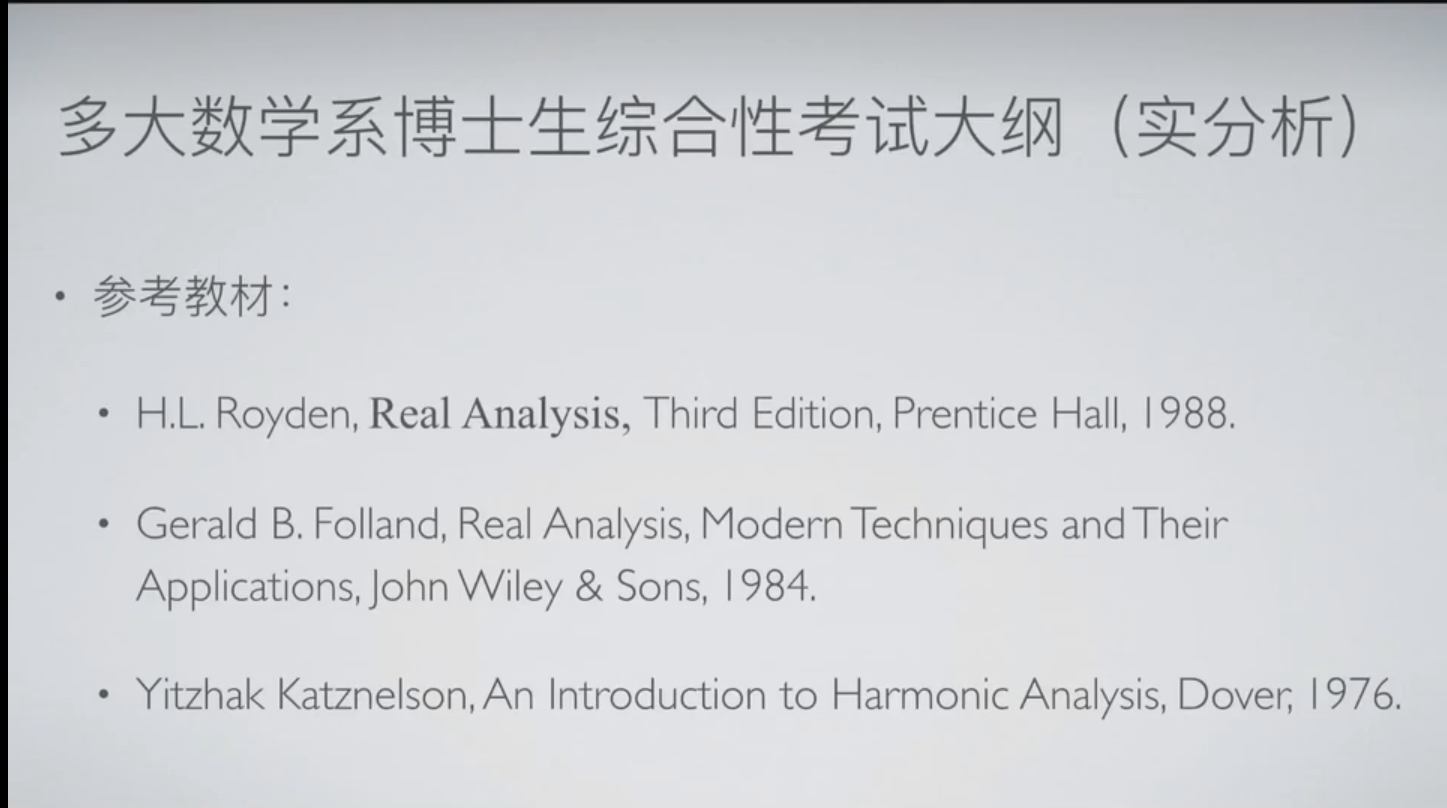 多大数学系博士生综合性考试大纲（实分析）
• 参考教材：
• H.L. Royden, Real Analysis, Third Edition, Prentice Hall, 1988.
• Gerald B. Folland, Real Analysis, Modern Techniques and Their
Applications, John Wiley & Sons, 1984.
• Yitzhak Katznelson, An Introduction to Harmonic Analysis, Dover, 1976.